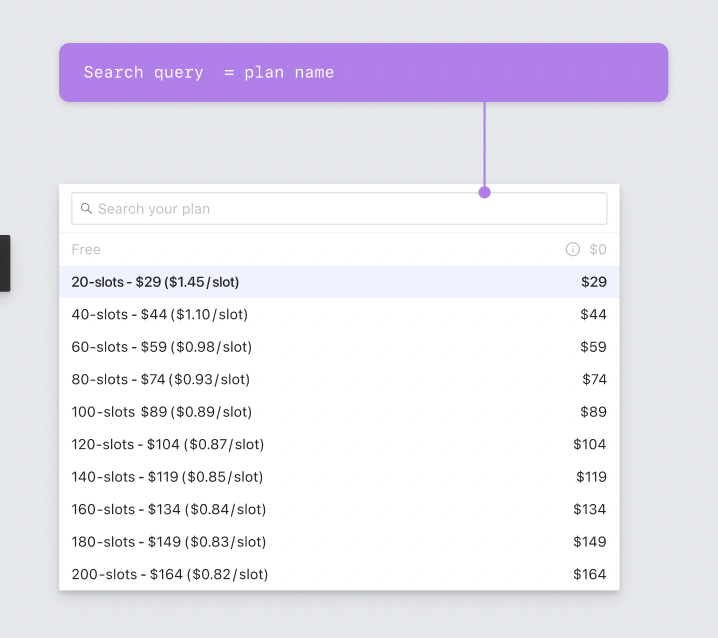 Search query  = plan name
Search your plan
Free $0
20-slots - $29 ($1.45/slot) $29
40-slots - $44 ($1.10/slot) $44
60-slots - $59 ($0.98/slot) $59
80-slots - $74 ($0.93/slot) $74
100-slots $89 ($0.89/slot) $89
120-slots - $104 ($0.87/slot) $104
140-slots - $119 ($0.85/slot) $119
160-slots - $134 ($0.84/slot) $134
180-slots - $149 ($0.83/slot) $149
200-slots - $164 ($0.82/slot) $164